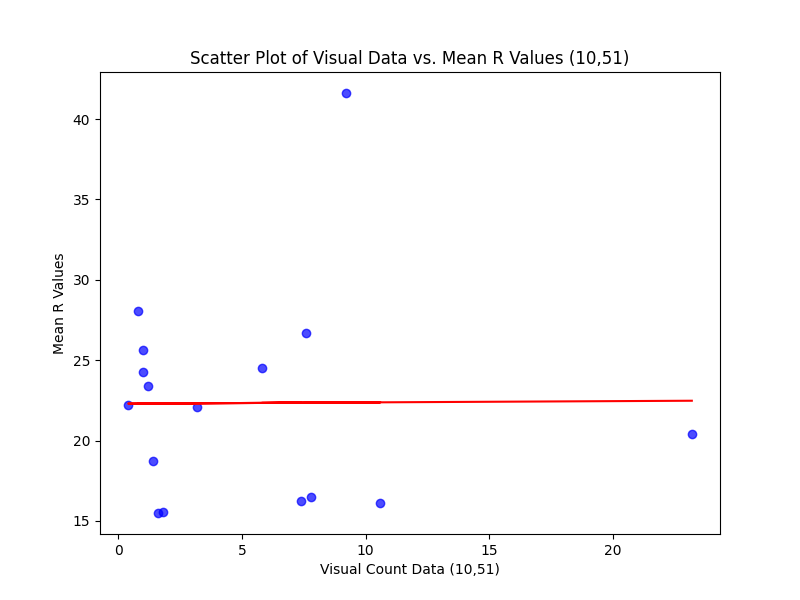 Scatter Plot of Visual Data vs. Mean R Values (10,51)
Mean R Values
40
35
30
25
20
15
0 5 10 15 20
Visual Count Data (10,51)